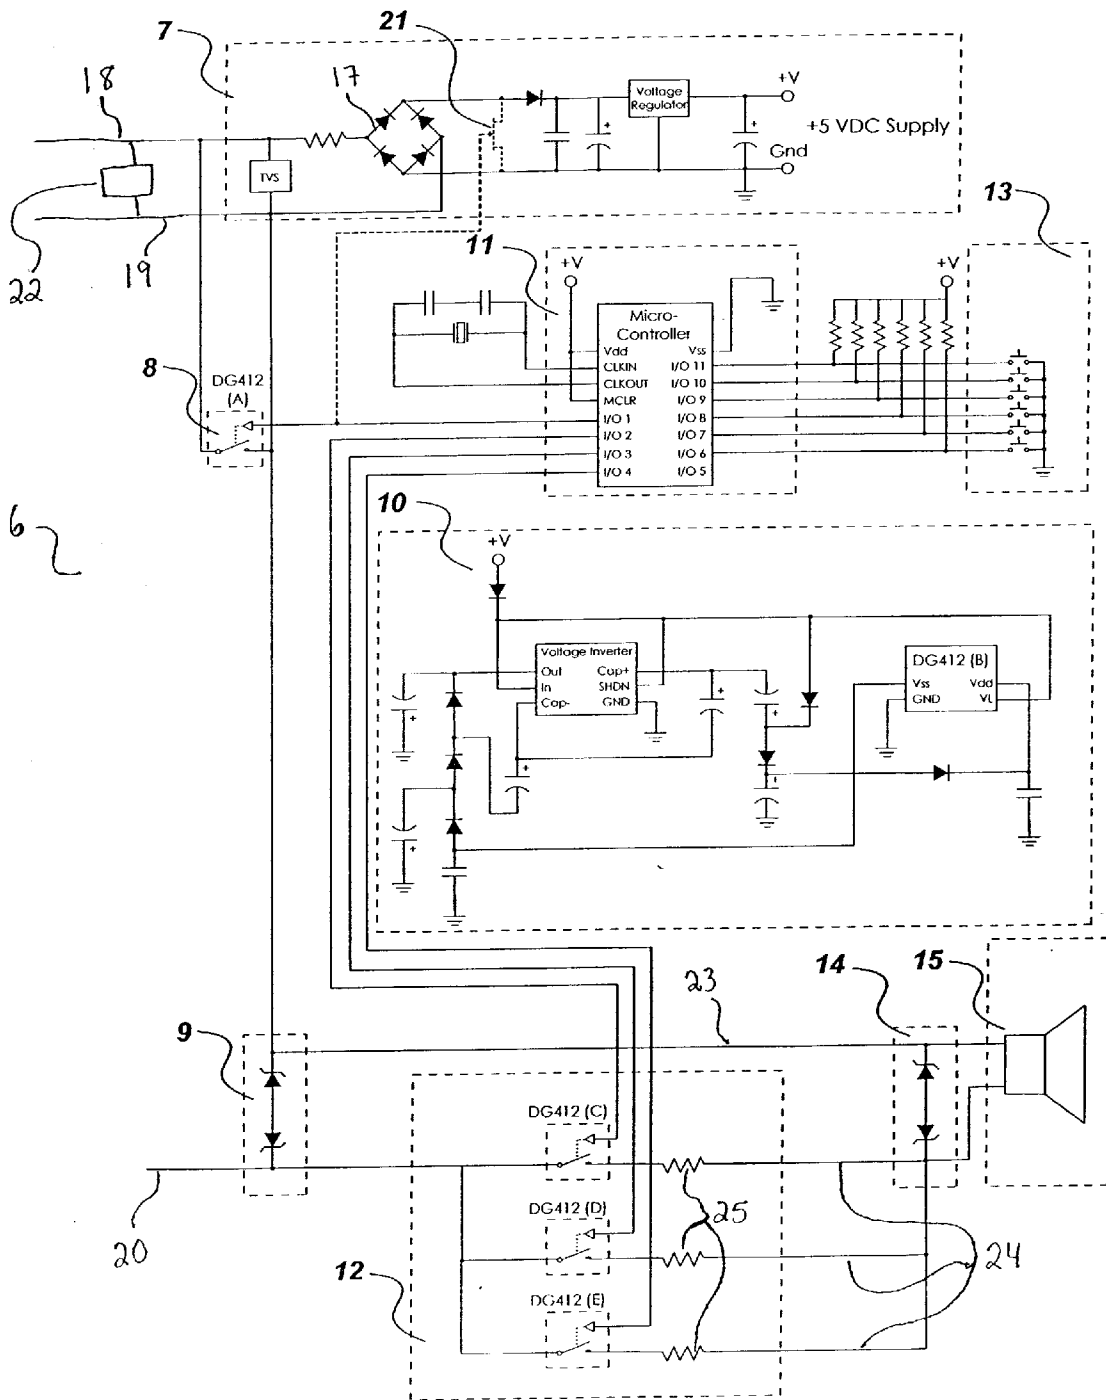 7
21
18
17
+V
Voltage
Regulator
+
+
+5 VDC Supply
TVS
Gnd
13
22
19
11
+V
+V
Micro-
Controller
Vdd
Vss
CLKIN
I/O 11
CLKOUT
I/O 10
MCLR
I/O 9
I/O 1
I/O 8
I/O 2
I/O 7
I/O 3
I/O 6
I/O 4
I/O 5
8
DG412
(A)
6
10
+V
Voltage Inverter
Out
Cap+
In
SHDN
Cap-
GND
DG412 (B)
Vss
Vdd
GND
VL
+
+
+
+
+
+
9
23
14
15
DG412 (C)
DG412 (D)
DG412 (E)
25
24
20
12